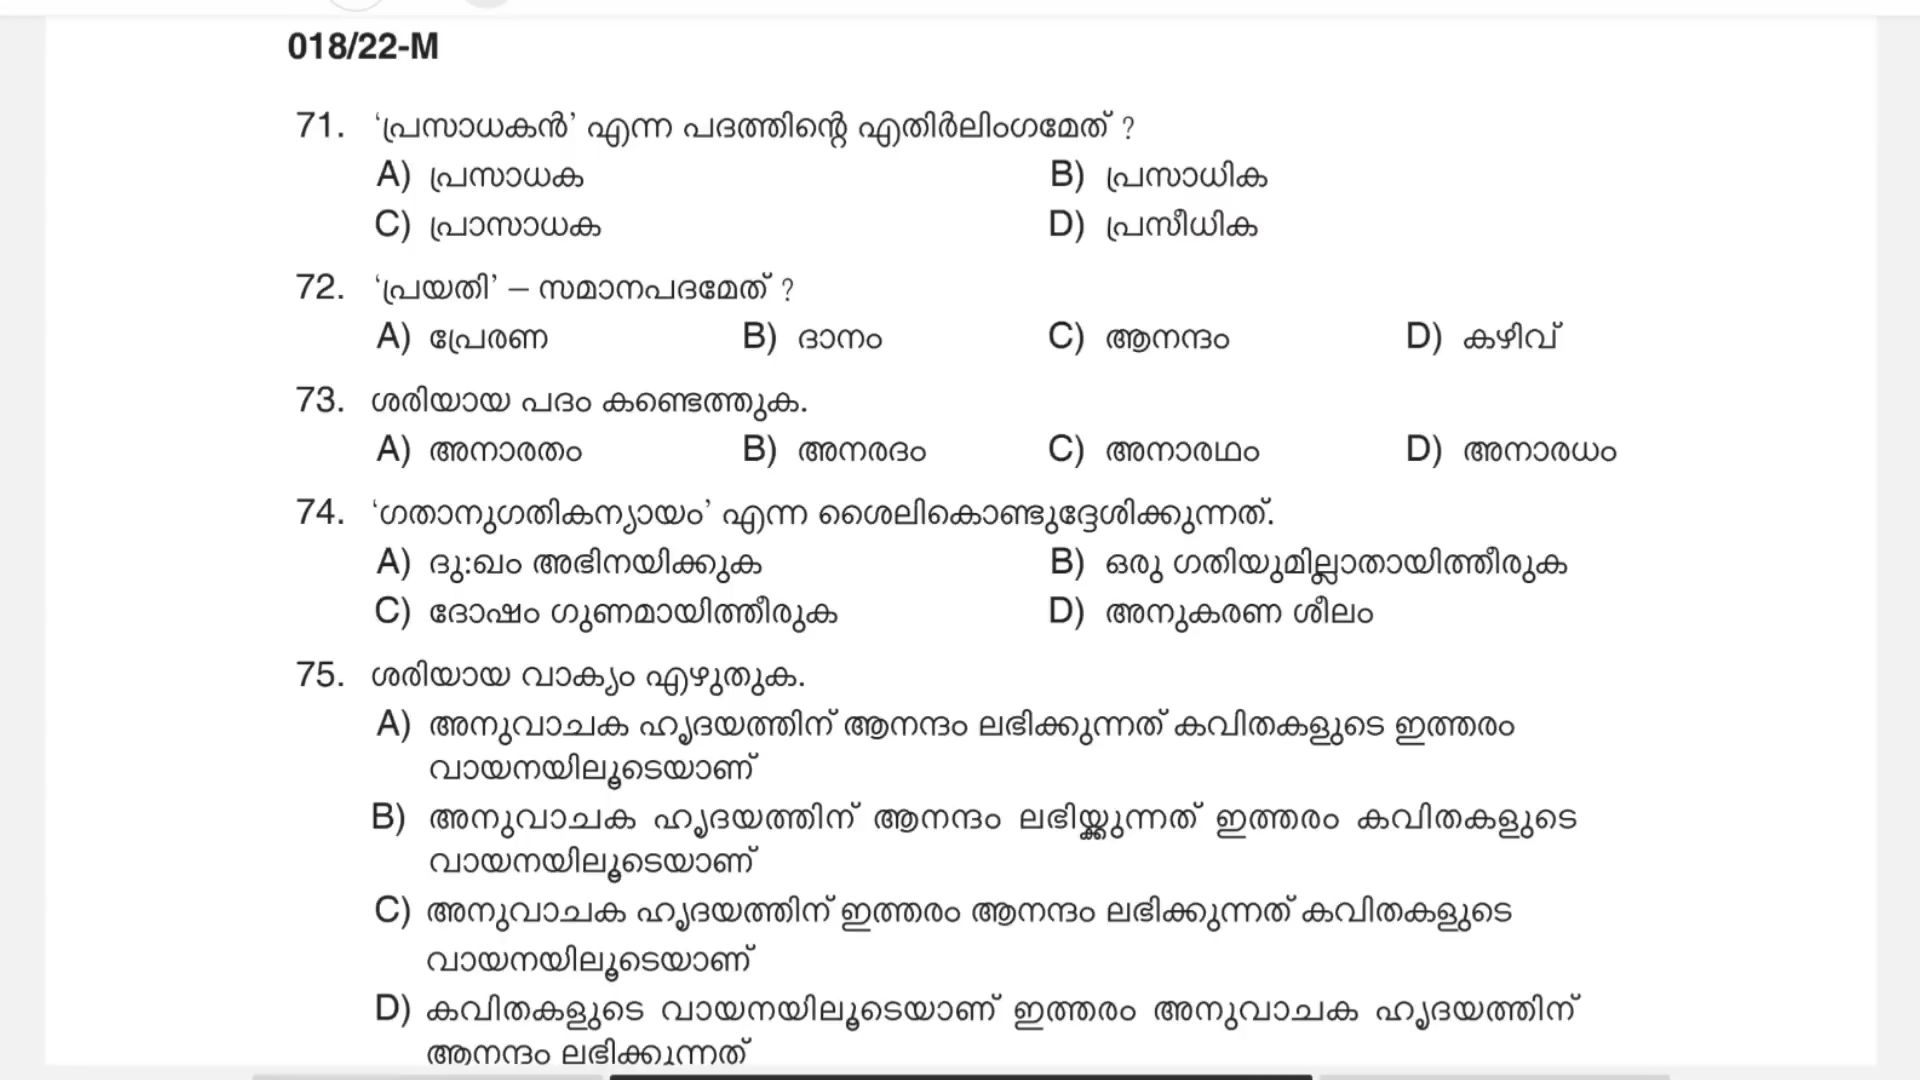 018/22-M
71. ‘പ്രസാധകൻ’ എന്ന പദത്തിന്റെ എതിർലിംഗമേത് ?
A) പ്രസാധക B) പ്രസാധിക
C) പ്രാസാധക D) പ്രസീധിക
72. ‘പ്രയതി’ – സമാനപദമേത് ?
A) പ്രേരണ B) ദാനം C) ആനന്ദം D) കഴിവ്
73. ശരിയായ പദം കണ്ടെത്തുക.
A) അനാരതം B) അനരദം C) അനാരഥം D) അനാരധം
74. ‘ഗതാനുഗതികന്യായം’ എന്ന ശൈലികൊണ്ടുദ്ദേശിക്കുന്നത്.
A) ദു:ഖം അഭിനയിക്കുക B) ഒരു ഗതിയുമില്ലാതായിത്തീരുക
C) ദോഷം ഗുണമായിത്തീരുക D) അനുകരണ ശീലം
75. ശരിയായ വാക്യം എഴുതുക.
A) അനുവാചക ഹൃദയത്തിന് ആനന്ദം ലഭിക്കുന്നത് കവിതകളുടെ ഇത്തരം
വായനയിലൂടെയാണ്
B) അനുവാചക ഹൃദയത്തിന് ആനന്ദം ലഭിയ്ക്കുന്നത് ഇത്തരം കവിതകളുടെ
വായനയിലൂടെയാണ്
C) അനുവാചക ഹൃദയത്തിന് ഇത്തരം ആനന്ദം ലഭിക്കുന്നത് കവിതകളുടെ
വായനയിലൂടെയാണ്
D) കവിതകളുടെ വായനയിലൂടെയാണ് ഇത്തരം അനുവാചക ഹൃദയത്തിന്
ആനന്ദം ലഭിക്കുന്നത്